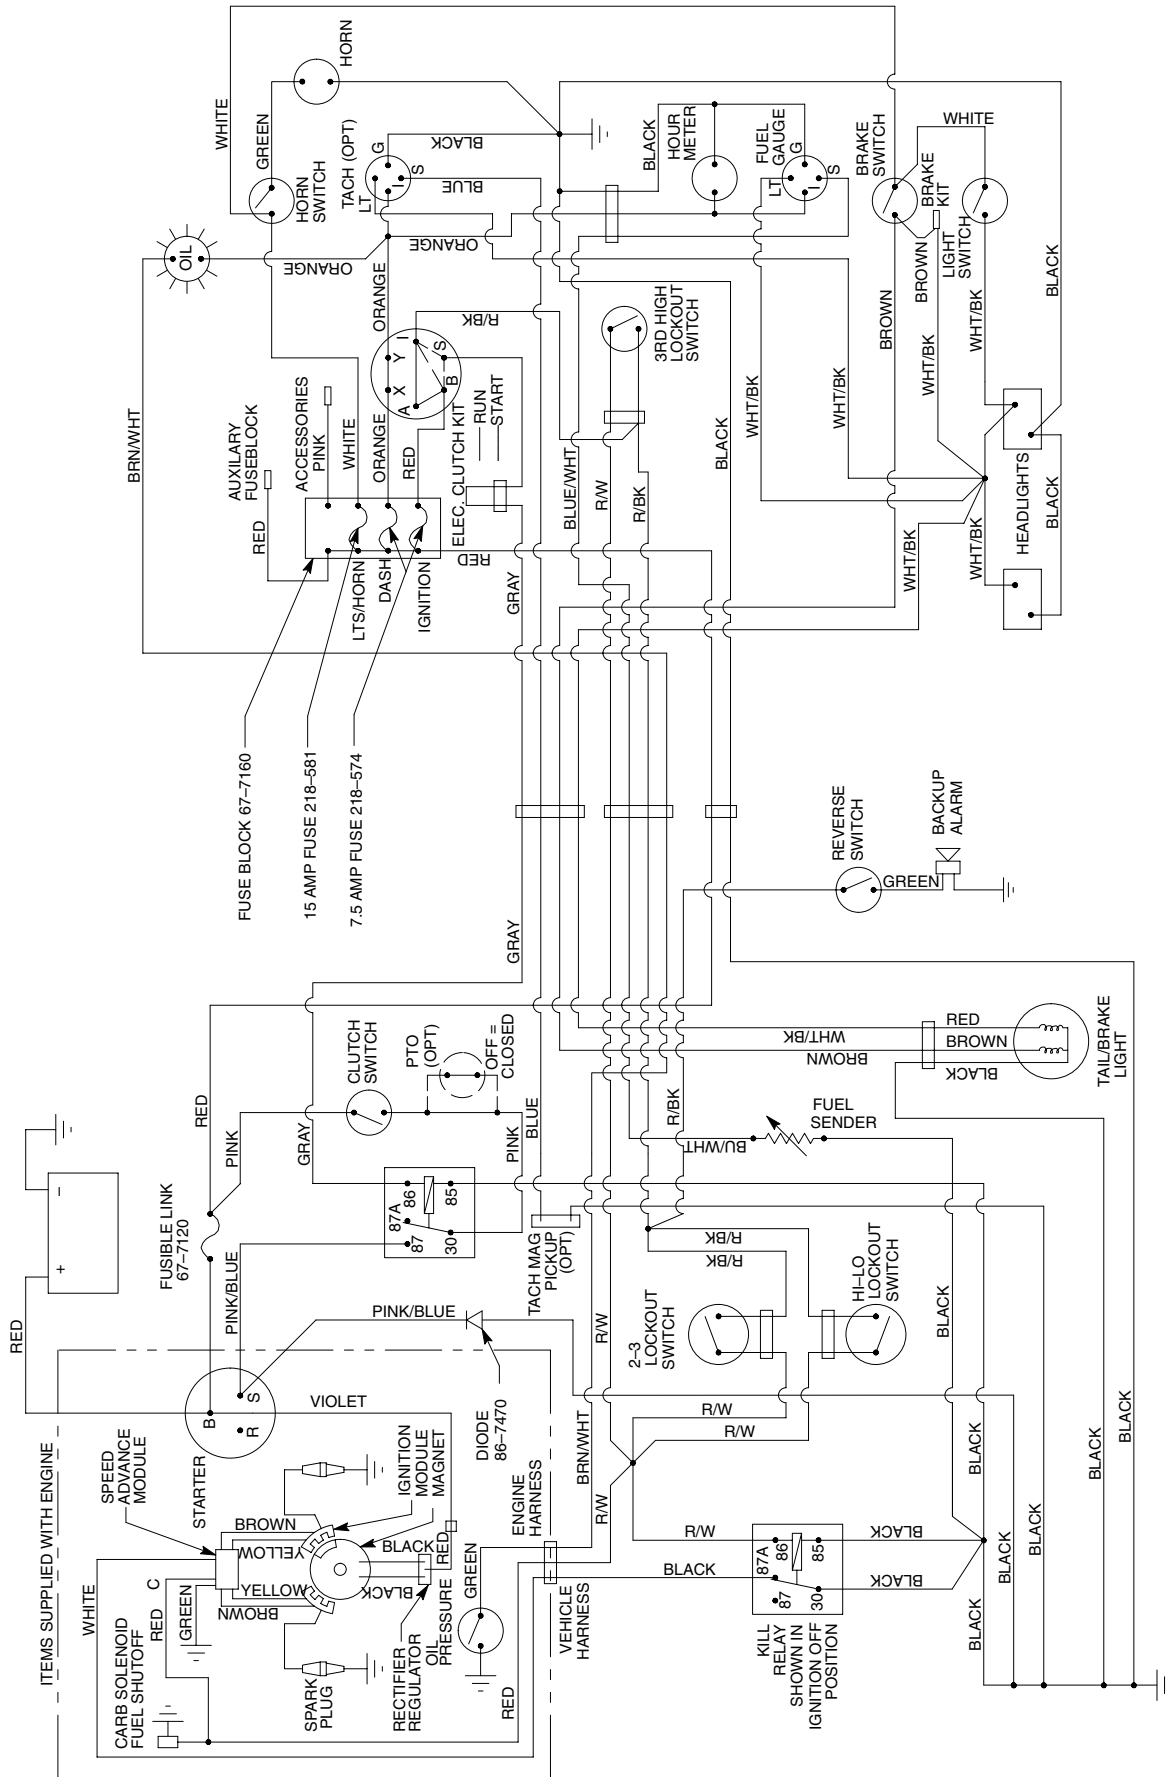 ITEMS SUPPLIED WITH ENGINE
RED
+
–
FUSIBLE LINK
67–7120
RED
PINK
PINK/BLUE
STARTER
B
R
S
SPEED
ADVANCE
MODULE
WHITE
C
RED
GREEN
CARB SOLENOID
FUEL SHUTOFF
BROWN
YELLOW
YELLOW
BROWN
VIOLET
PINK/BLUE
DIODE
86–7470
IGNITION
MODULE
MAGNET
BLACK
BLACK
RED
SPARK
PLUG
RECTIFIER
REGULATOR
OIL
PRESSURE
GREEN
ENGINE
HARNESS
VEHICLE
HARNESS
RED
BRN/WHT
R/W
R/W
87A
87
86
85
30
GRAY
CLUTCH
SWITCH
PTO
(OPT)
OFF =
CLOSED
PINK
BLUE
TACH MAG
PICKUP
(OPT)
GRAY
R/BK
R/BK
R/BK
2–3
LOCKOUT
SWITCH
HI–LO
LOCKOUT
SWITCH
R/W
R/W
R/W
BLACK
87A
87
86
85
30
KILL
RELAY
SHOWN IN
IGNITION OFF
POSITION
BLACK
BLACK
BLACK
BLACK
BLACK
BLACK
BLACK
BLACK
BU/WHT
FUEL
SENDER
WHT/BK
BROWN
BLACK
RED
BROWN
TAIL/BRAKE
LIGHT
REVERSE
SWITCH
GREEN
BACKUP
ALARM
FUSE BLOCK 67–7160
15 AMP FUSE 218–581
7.5 AMP FUSE 218–574
BRN/WHT
AUXILARY
FUSEBLOCK
RED
ACCESSORIES
PINK
WHITE
ORANGE
RED
LTS/HORN
DASH
IGNITION
RED
ELEC. CLUTCH KIT
RUN
START
GRAY
BLUE/WHT
R/W
R/BK
A
X
Y
I
B
S
ORANGE
R/BK
OIL
ORANGE
ORANGE
WHITE
GREEN
HORN
HORN
SWITCH
TACH (OPT)
LT
G
I
S
BLACK
BLUE
3RD HIGH
LOCKOUT
SWITCH
BLACK
BLACK
HOUR
METER
FUEL
GAUGE
LT
G
I
S
WHT/BK
WHT/BK
BRAKE
SWITCH
BROWN
BROWN
BRAKE
KIT
LIGHT
SWITCH
WHITE
WHT/BK
WHT/BK
WHT/BK
WHT/BK
HEADLIGHTS
BLACK
BLACK